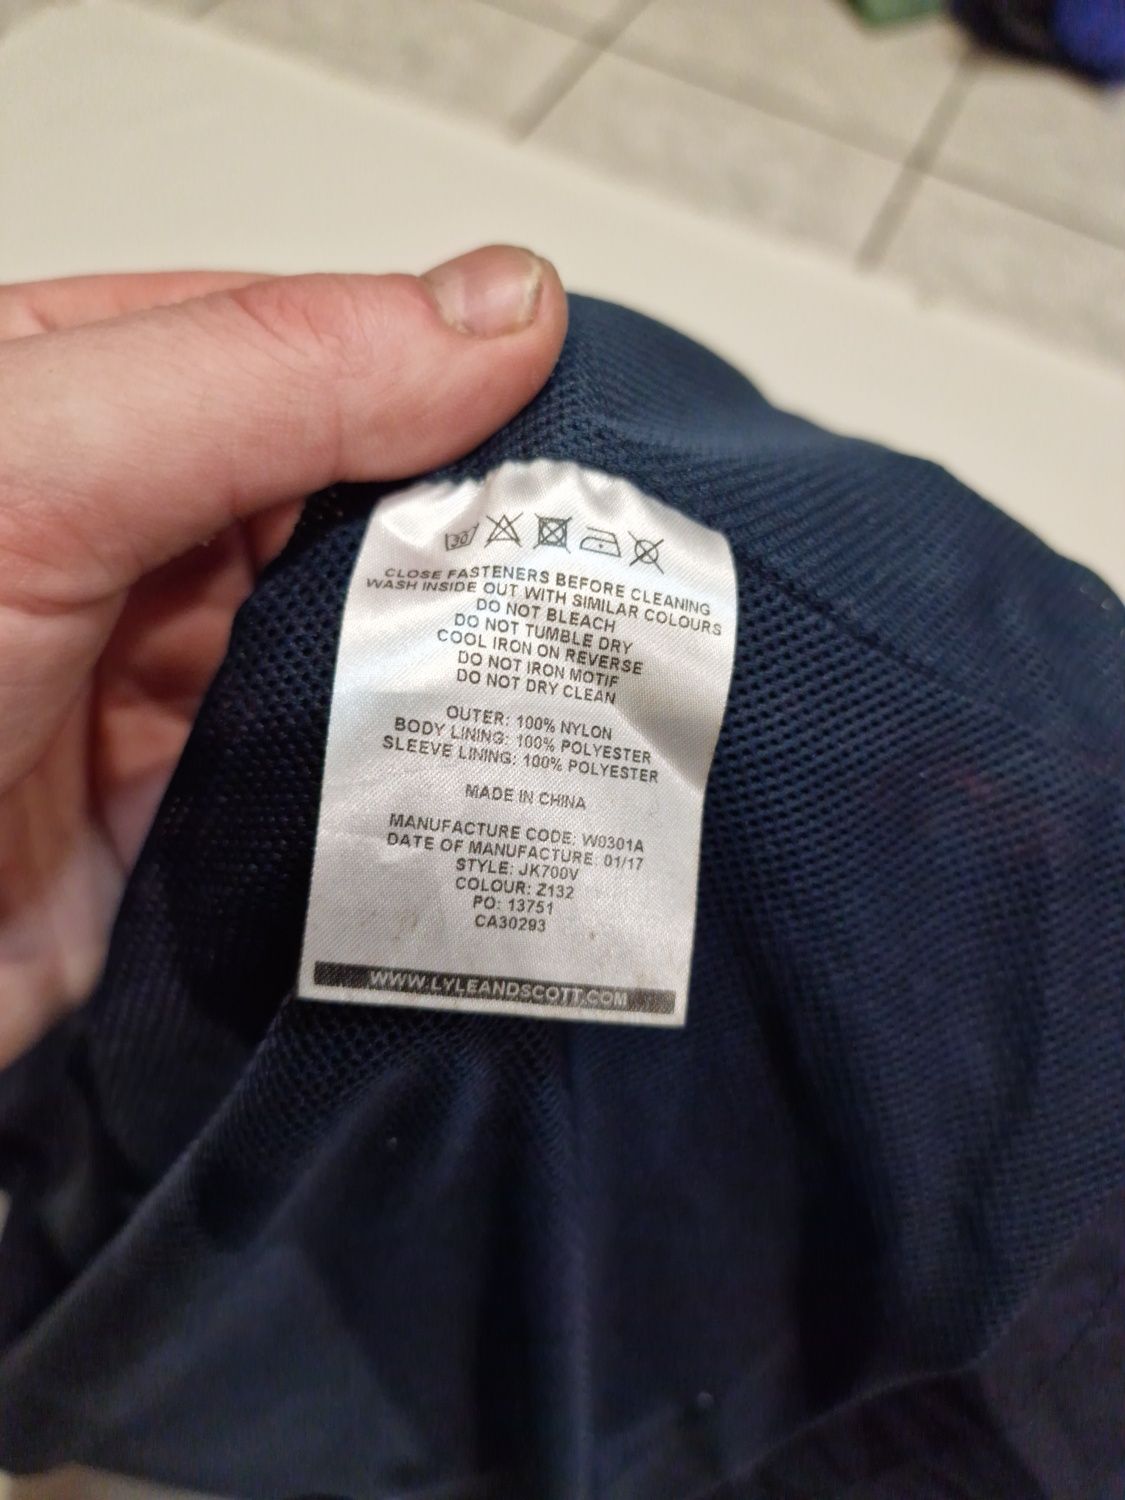 30
CLOSE FASTENERS BEFORE CLEANING
WASH INSIDE OUT WITH SIMILAR COLOURS
DO NOT BLEACH
DO NOT TUMBLE DRY
COOL IRON ON REVERSE
DO NOT IRON MOTIF
DO NOT DRY CLEAN
OUTER: 100% NYLON
BODY LINING: 100% POLYESTER
SLEEVE LINING: 100% POLYESTER
MADE IN CHINA
MANUFACTURE CODE: W0301A
DATE OF MANUFACTURE: 01/17
STYLE: JK700V
COLOUR: Z132
PO: 13751
CA30293
WWW.LYLEANDSCOTT.COM